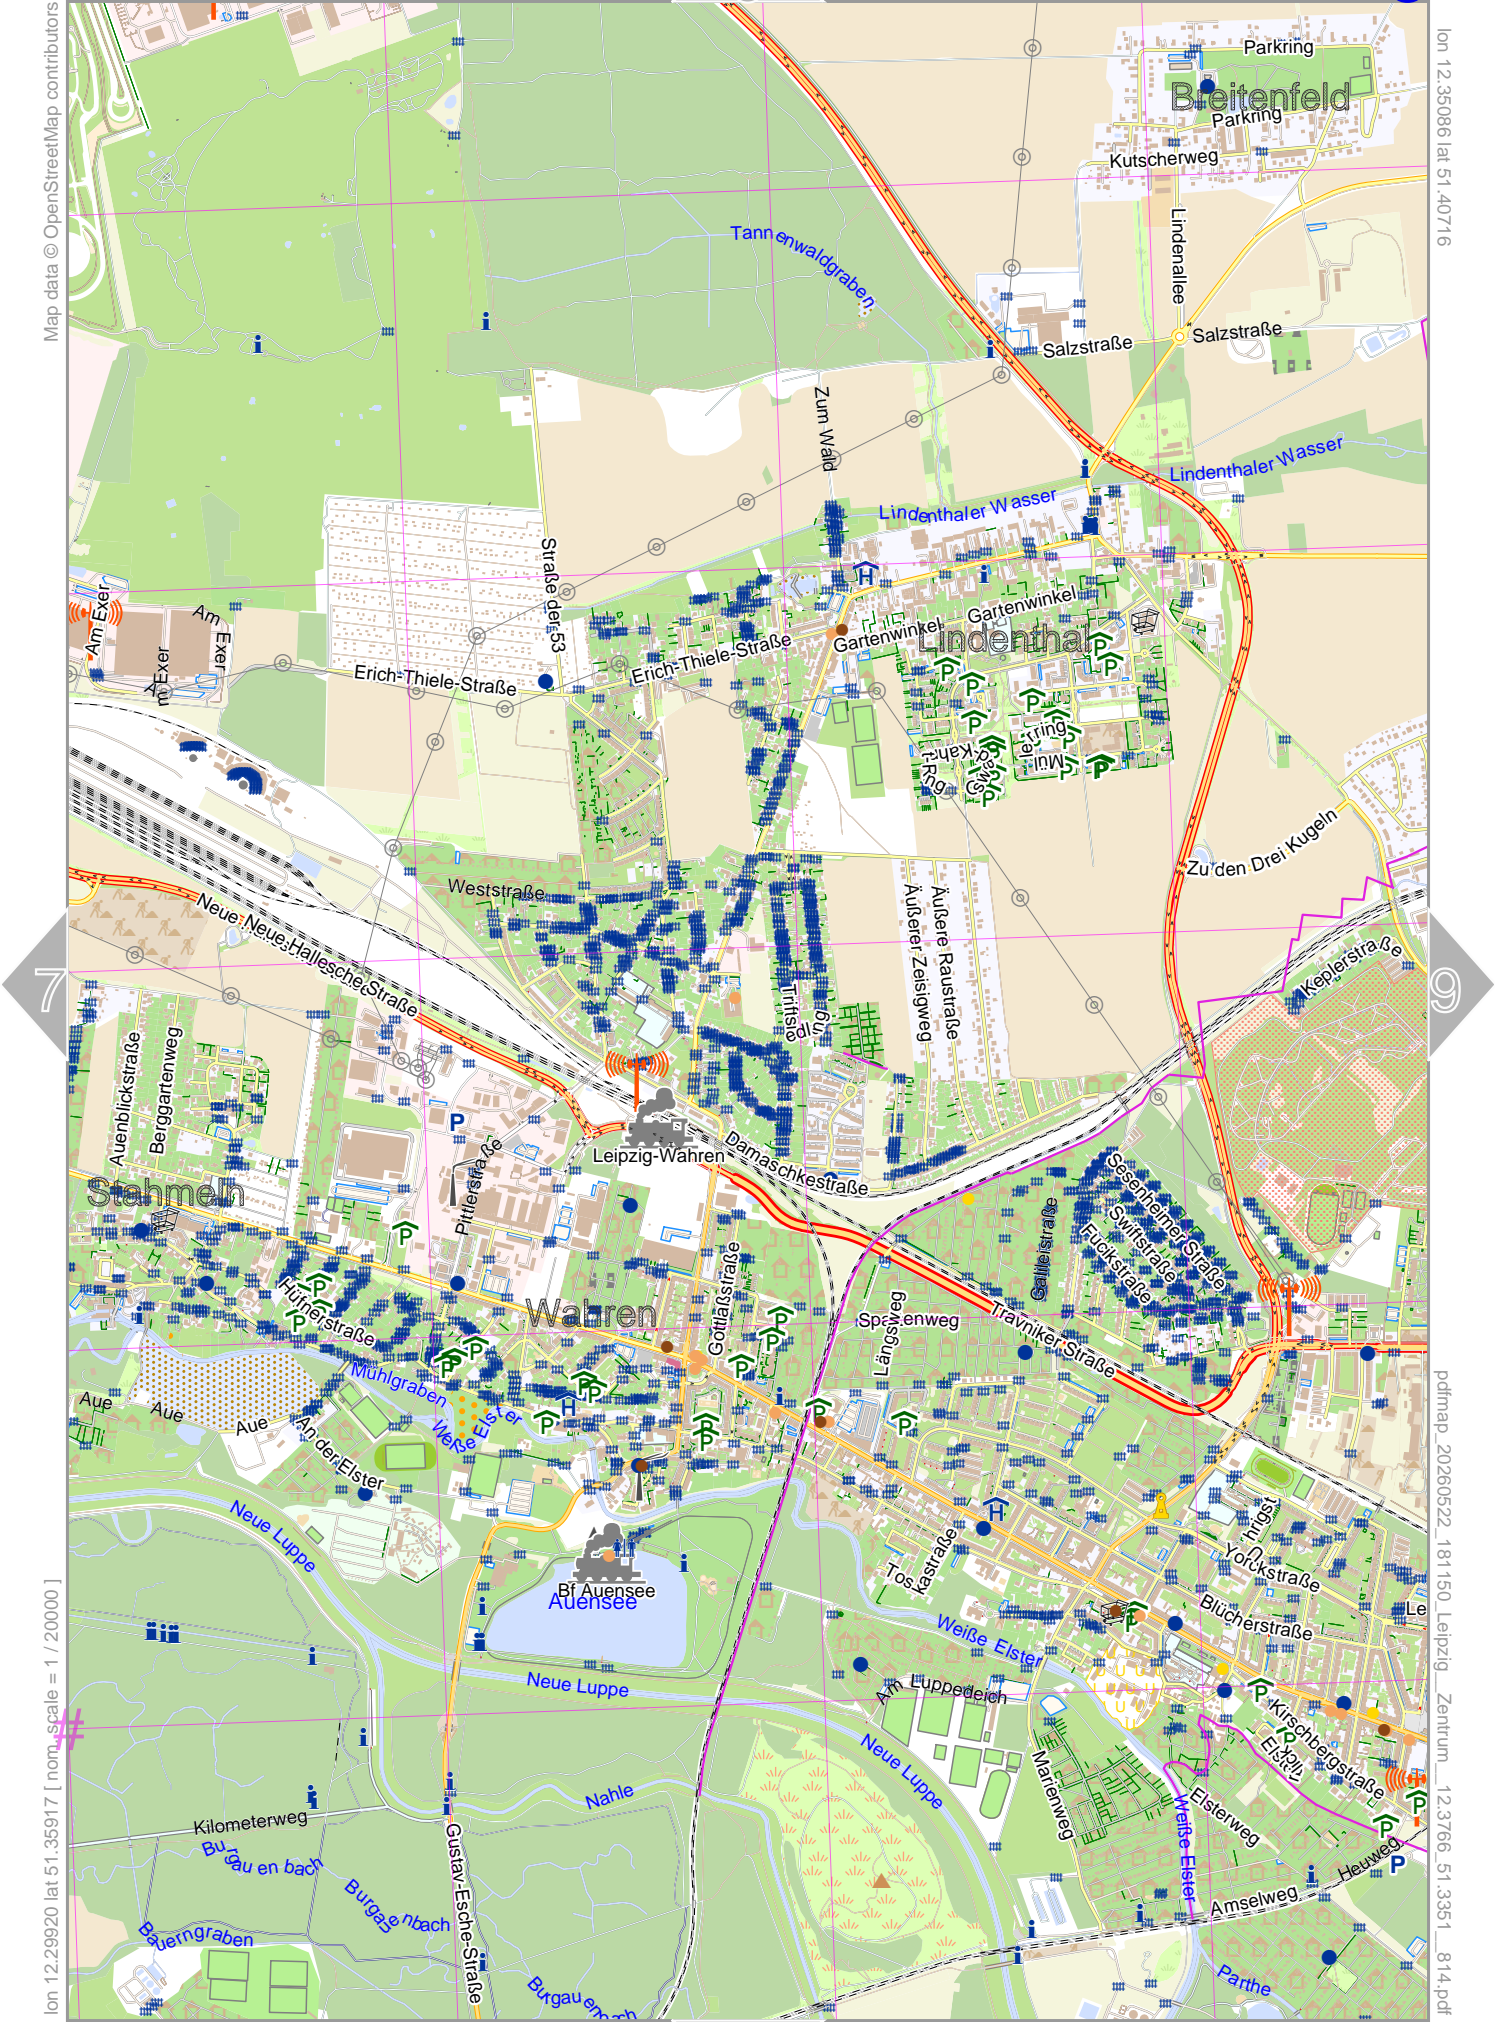 Map data © OpenStreetMap contributors
lon 12.35086 lat 51.40716
Parkring
Breitenfeld
Parkring
Kutscherweg
Lindenallee
Tannenwaldgraben
Salzstraße
Salzstraße
Zum Wald
Lindenthaler Wasser
Lindenthaler Wasser
Straße der 53
Am Exer
Am Exer
Am Exer
Gartenwinkel
Gartenwinkel
Lindenthal
Erich-Thiele-Straße
Erich-Thiele-Straße
Zu den Drei Kugeln
Weststraße
Neue Hallesche Straße
Äußerer Zeisigweg
Äußere Raustraße
Keplerstraße
7
9
Triftsiedlung
Auenblickstraße
Berggartenweg
Pittlerstraße
Leipzig-Wahren
Damaschkestraße
Stahmeln
Sesenheimer Straße
Swiftstraße
Fucikstraße
Galileistraße
Hufnerstraße
Wahren
Gottlaßstraße
Längsweg
Spatzenweg
Travniker Straße
Mühlgraben
Weiße Elster
Aue
Aue
Aue
An der Elster
Neue Luppe
Bf Auensee
Auensee
Toskastraße
Yorckstraße
Blücherstraße
Le
Weiße Elster
Neue Luppe
Am Luppedeich
Kirschbergstraße
Neue Luppe
Marienweg
Nahle
Kilometerweg
Burgauenbach
Burgauenbach
Bauerngraben
Gustav-Esche-Straße
Burgauenbach
Elsterweg
Weiße Elster
Heuweg
Amselweg
Parthe
lon 12.29920 lat 51.35917 [ nom. scale = 1 / 20000 ]
pdfmap_20260522_181150_Leipzig__Zentrum__12.3766_51.3351__814.pdf
#